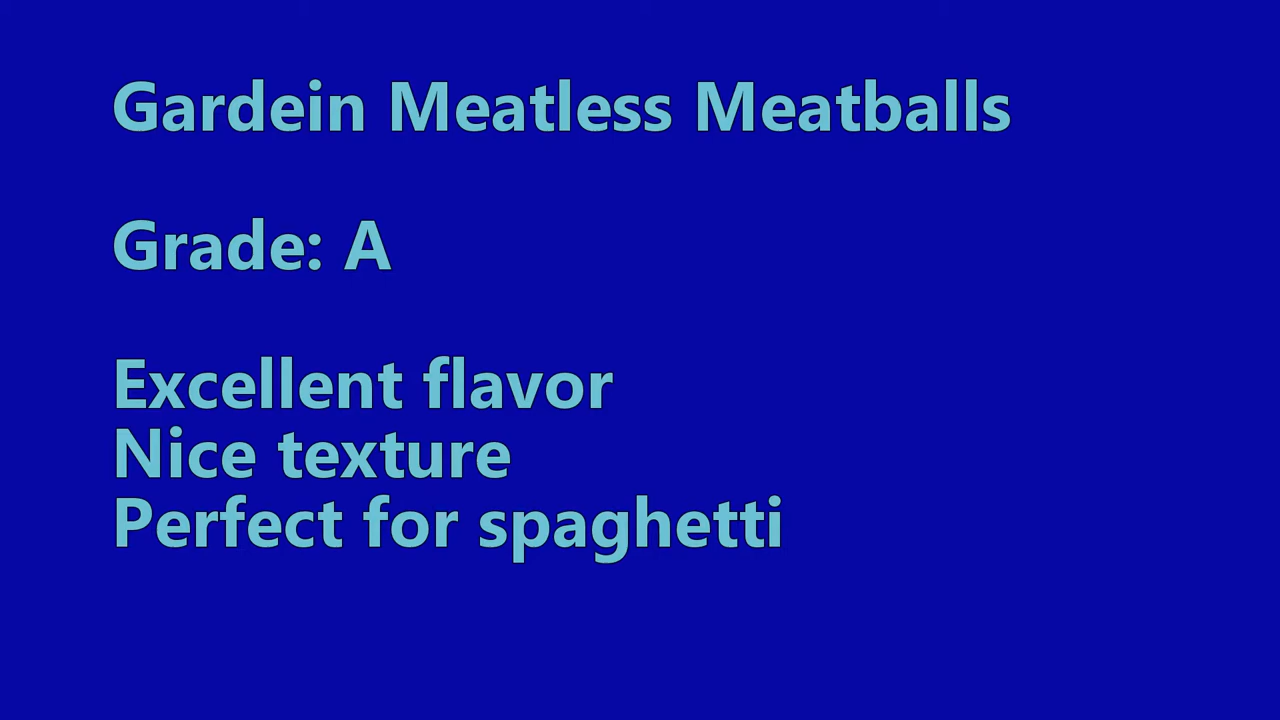 Gardein Meatless Meatballs
Grade: A
Excellent flavor
Nice texture
Perfect for spaghetti